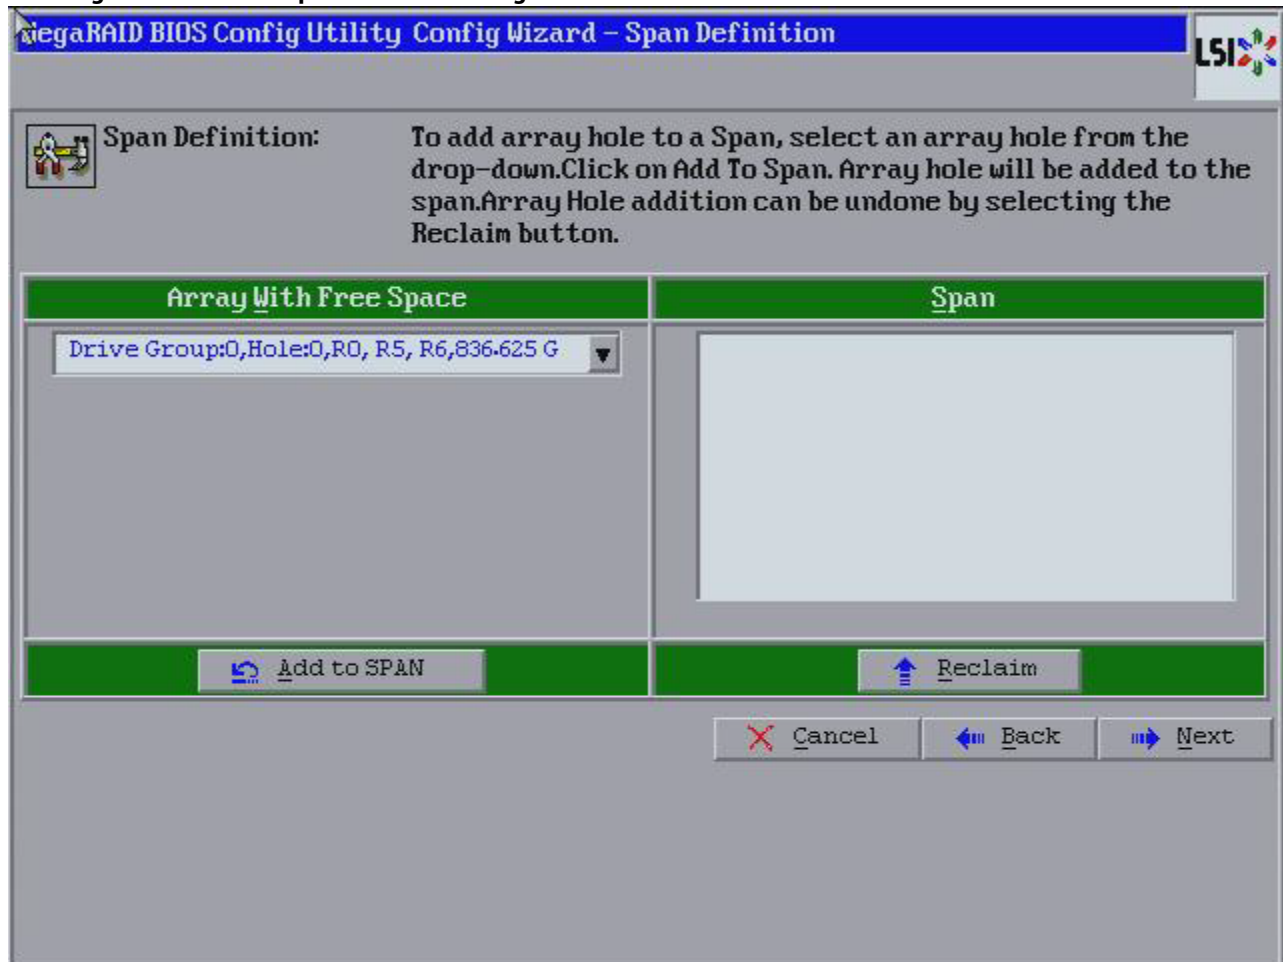 MegaRAID BIOS Config Utility Config Wizard – Span Definition
LSI
Span Definition:
To add array hole to a Span, select an array hole from the
drop-down.Click on Add To Span. Array hole will be added to the
span.Array Hole addition can be undone by selecting the
Reclaim button.
Array With Free Space
Span
Drive Group:0,Hole:0,R0, R5, R6,836.625 G
Add to SPAN
Reclaim
Cancel
Back
Next